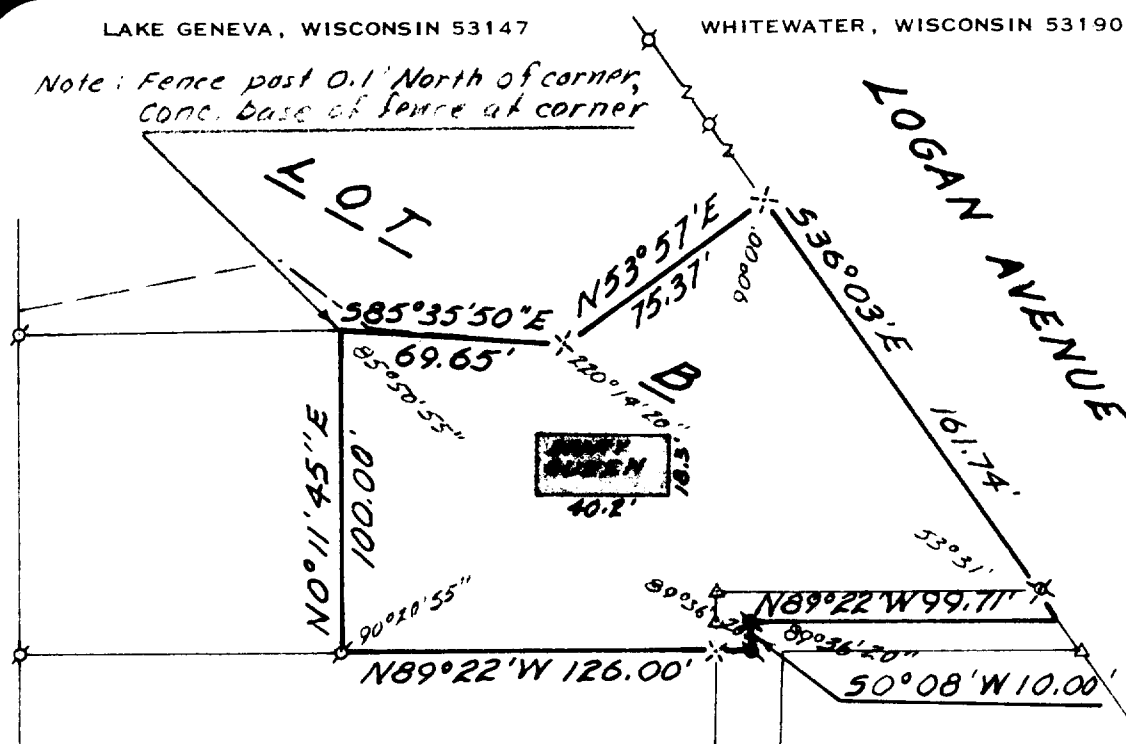 LAKE GENEVA, WISCONSIN 53147
WHITEWATER, WISCONSIN 53190
Note: Fence post 0.1' North of corner,
Conc. base of fence at corner
LOT
B
LOGAN AVENUE
N53°57'E
75.37'
90°00'
S36°03'E
161.74'
S85°35'50"E
69.65'
85°50'55"
220°14'20"
N0°11'45"E
100.00'
DAIRY
QUEEN
18.3'
40.2'
53°31'
90°20'55"
N89°22'W 99.71'
89°36'20"
N89°22'W 126.00'
S0°08'W 10.00'